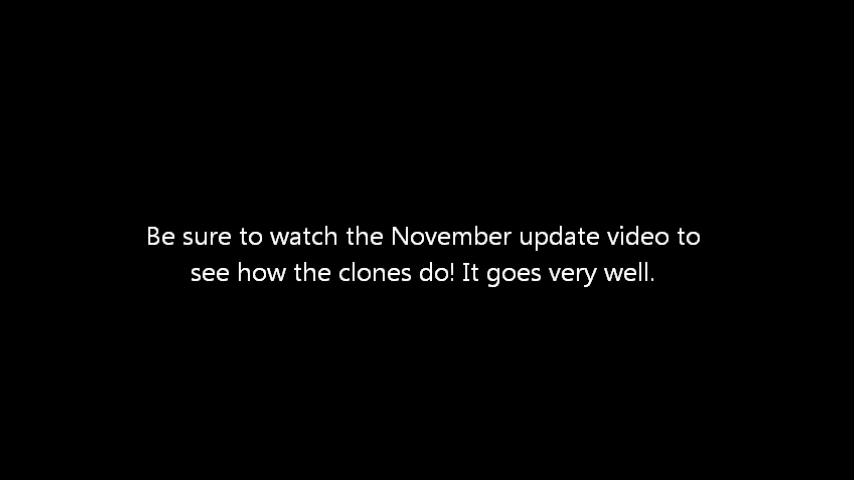 Be sure to watch the November update video to
see how the clones do! It goes very well.